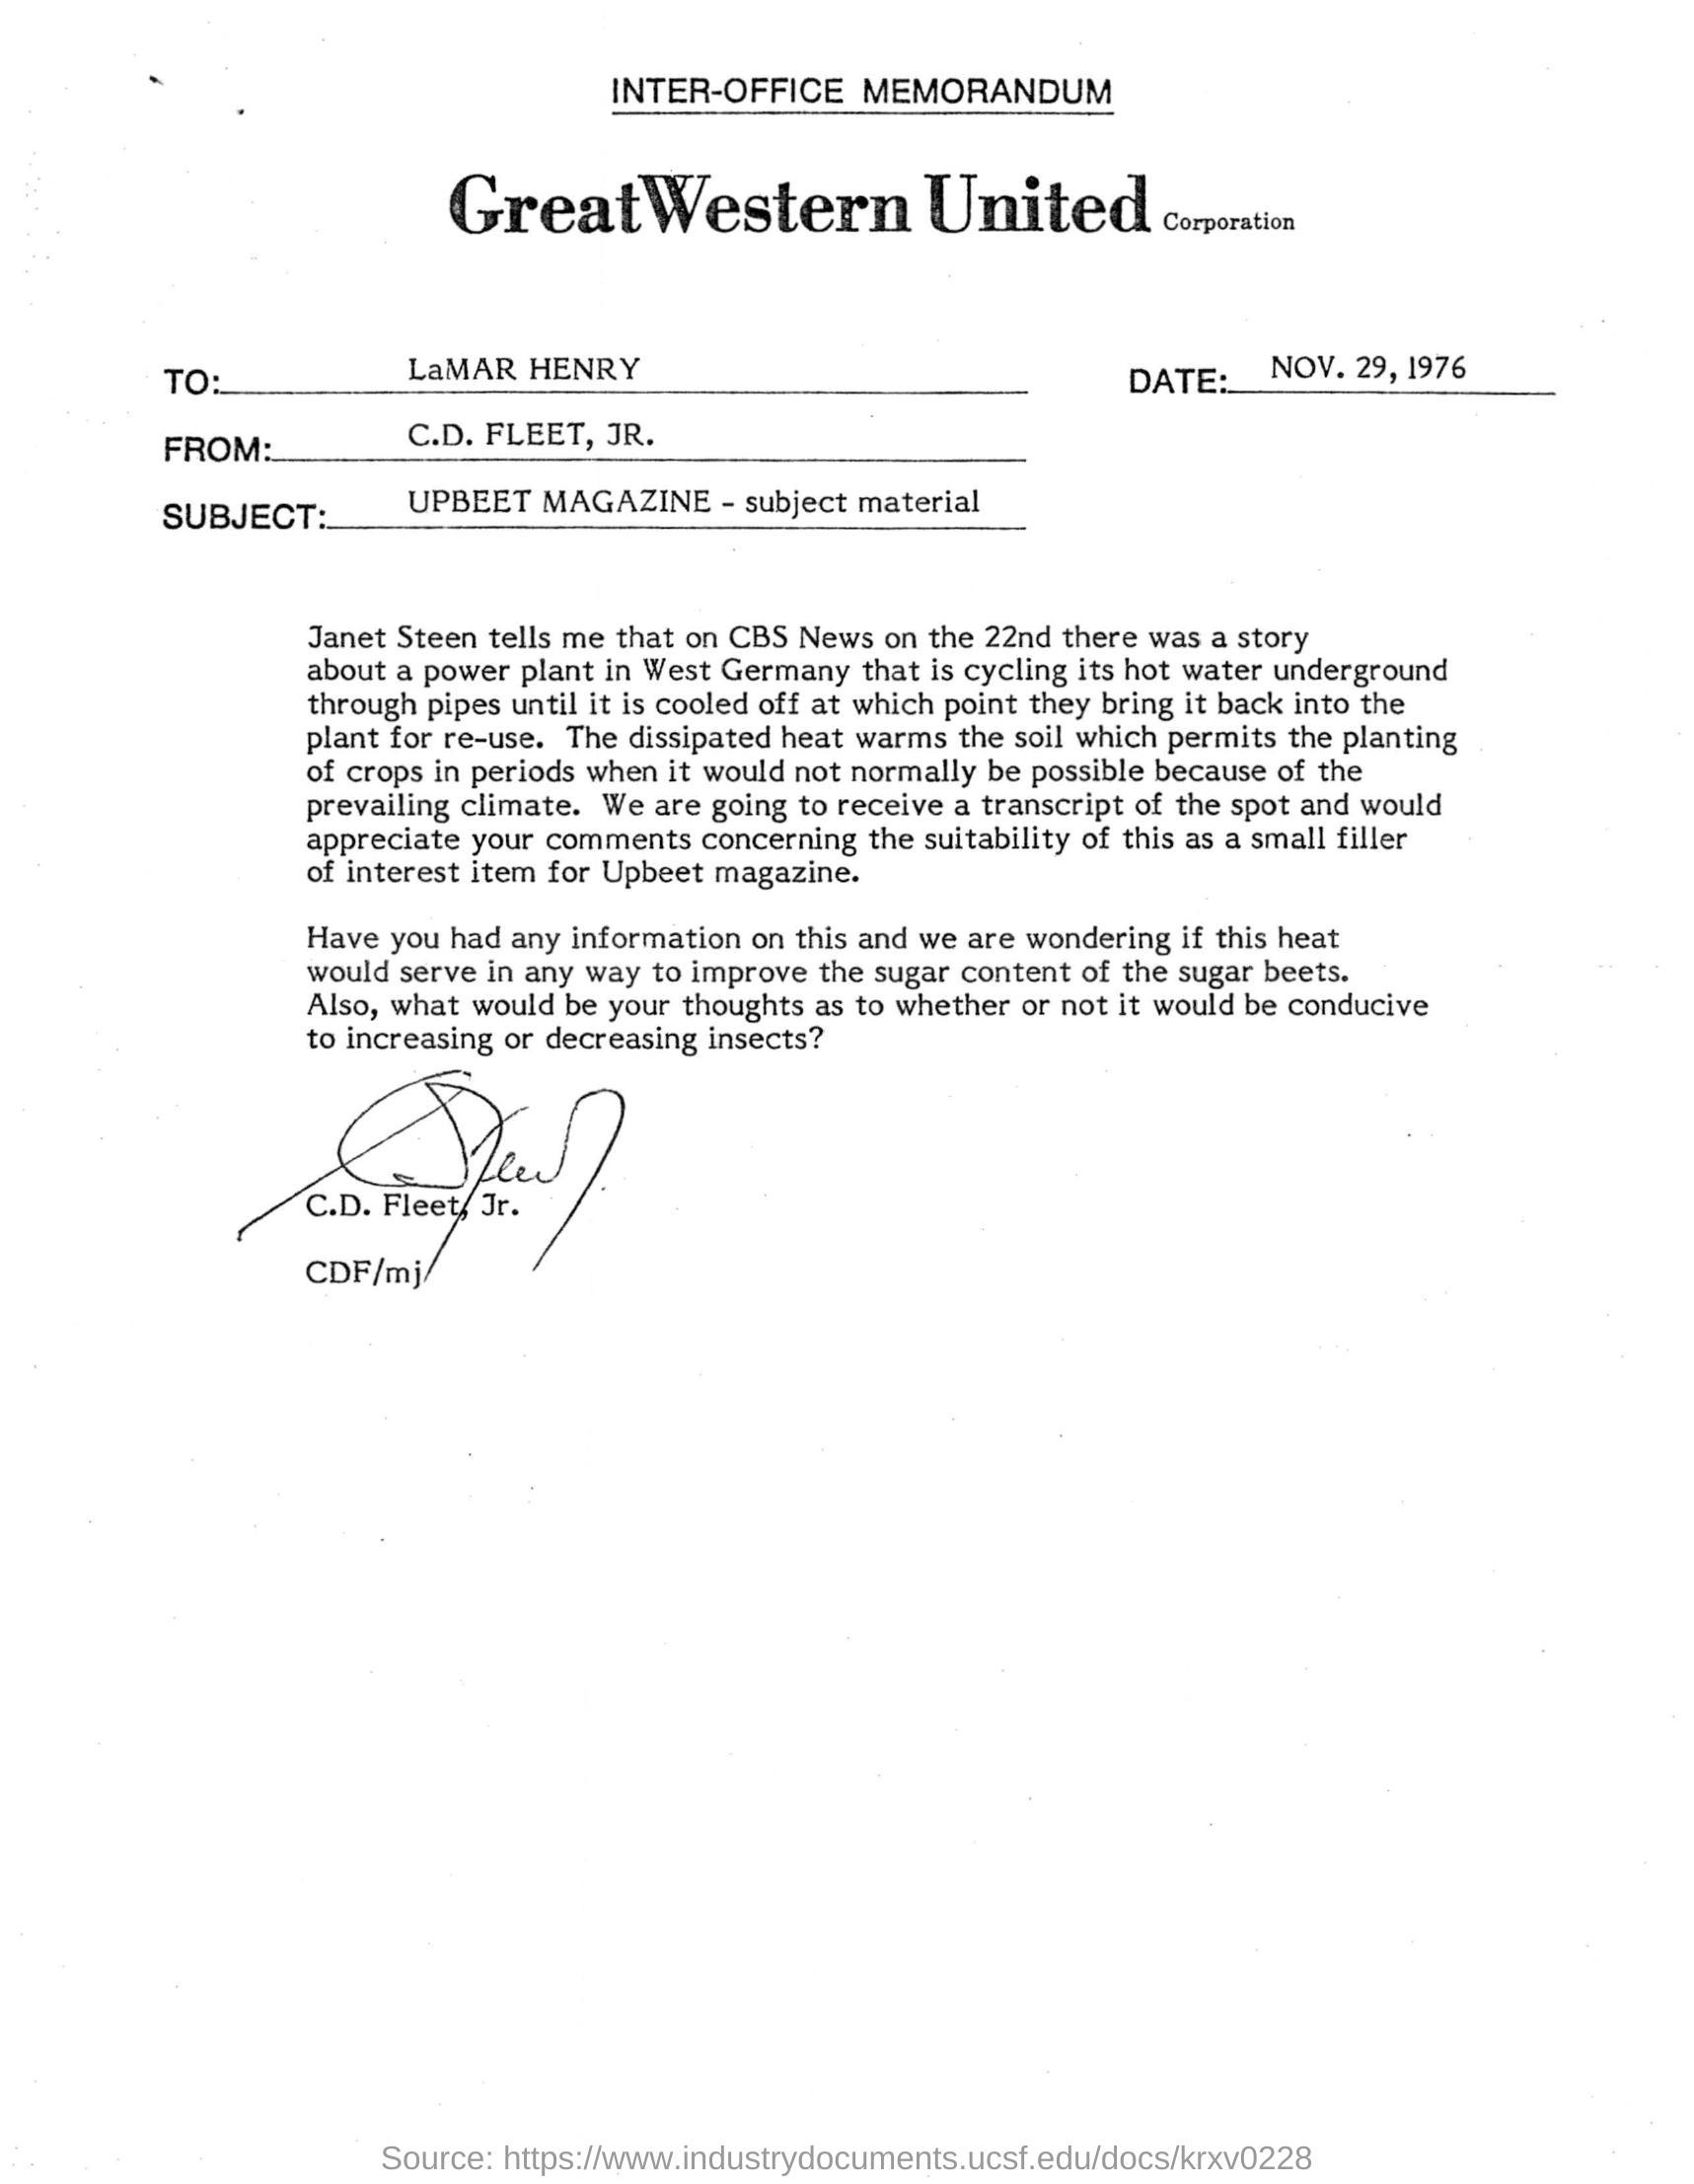 INTER-OFFICE MEMORANDUM
Great Western United Corporation
TO: LaMAR HENRY DATE: NOV. 29, 1976
FROM: C.D. FLEET, JR.
SUBJECT: UPBEET MAGAZINE - subject material
Janet Steen tells me that on CBS News on the 22nd there was a story
about a power plant in West Germany that is cycling its hot water underground
through pipes until it is cooled off at which point they bring it back into the
plant for re-use. The dissipated heat warms the soil which permits the planting
of crops in periods when it would not normally be possible because of the
prevailing climate. We are going to receive a transcript of the spot and would
appreciate your comments concerning the suitability of this as a small filler
of interest item for Upbeet magazine.
Have you had any information on this and we are wondering if this heat
would serve in any way to improve the sugar content of the sugar beets.
Also, what would be your thoughts as to whether or not it would be conducive
to increasing or decreasing insects?
C.D. Fleet, Jr.
CDF/mj
Source: https://www.industrydocuments.ucsf.edu/docs/krxv0228